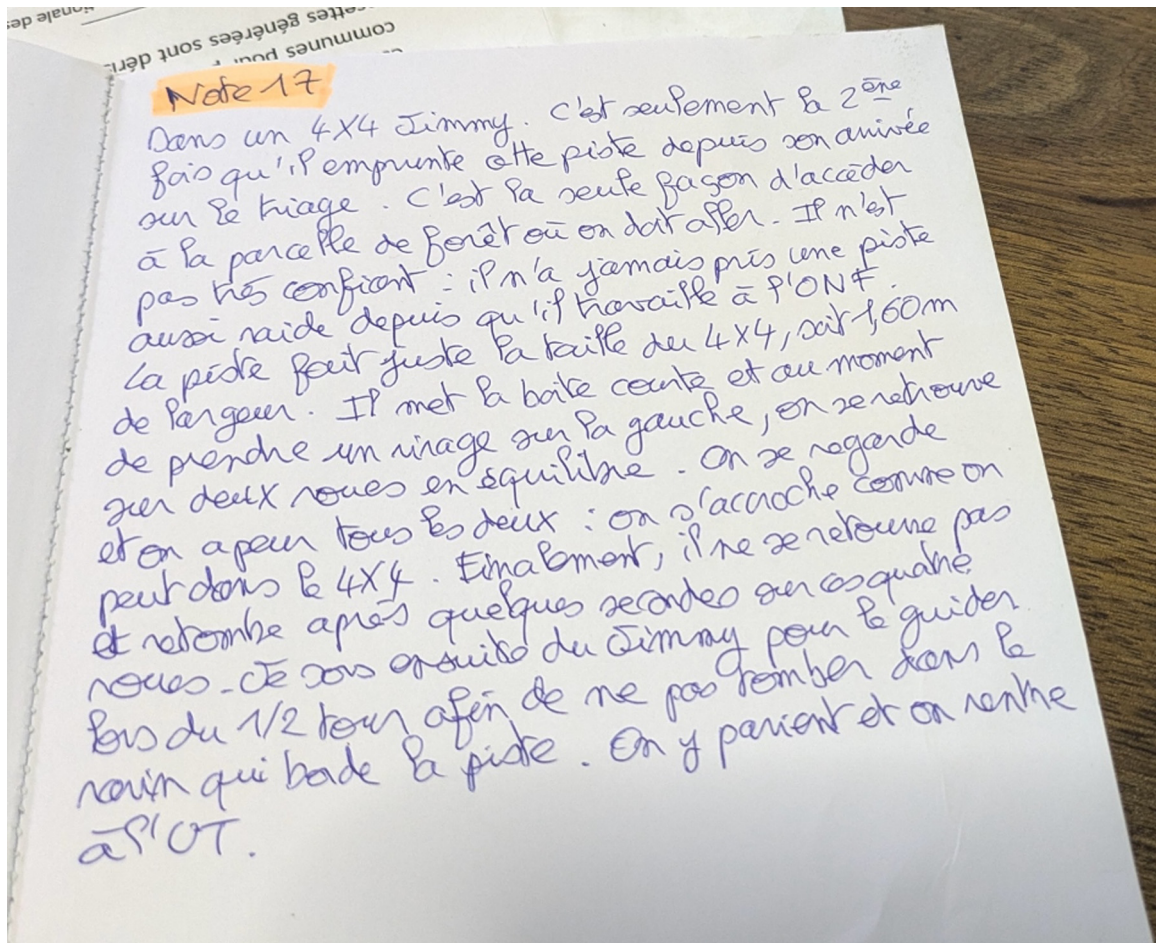 communes pour
ettes générées sont déri
ionale des
Note 17
Dans un 4X4 Jimmy. C'est seulement la 2ème
fois qu'il emprunte cette piste depuis son arrivée
sur le triage. C'est la seule façon d'accéder
à la parcelle de forêt où on doit aller. Il n'est
pas très confiant : il n'a jamais pris une piste
aussi raide depuis qu'il travaille à l'ONF.
La piste fait juste la taille du 4X4, soit 1,60m
de largeur. Il met la boite courte et au moment
de prendre un virage sur la gauche, on se retrouve
sur deux roues en équilibre. On se regarde
et on a peur tous les deux : on s'accroche comme on
peut dans le 4X4. Finalement, il ne se retourne pas
et retombe après quelques secondes sur ces quatre
roues. Je sors ensuite du Jimmy pour le guider
lors du 1/2 tour afin de ne pas tomber dans le
ravin qui borde la piste. On y parvient et on rentre
à l'UT.